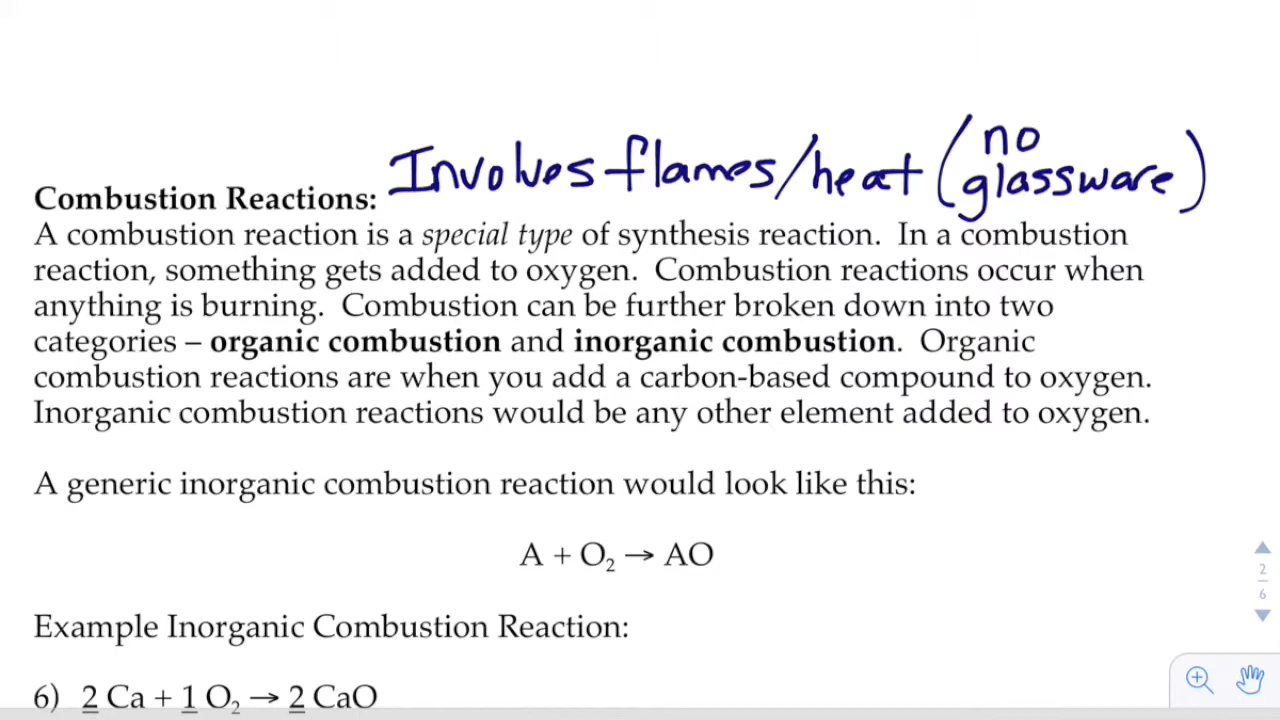 Involves flames/heat (no glassware)
Combustion Reactions:
A combustion reaction is a special type of synthesis reaction.  In a combustion
reaction, something gets added to oxygen.  Combustion reactions occur when
anything is burning.  Combustion can be further broken down into two
categories – organic combustion and inorganic combustion.  Organic
combustion reactions are when you add a carbon-based compound to oxygen.
Inorganic combustion reactions would be any other element added to oxygen.
A generic inorganic combustion reaction would look like this:
A + O₂ → AO
2
6
Example Inorganic Combustion Reaction:
6)  2 Ca + 1 O₂ → 2 CaO